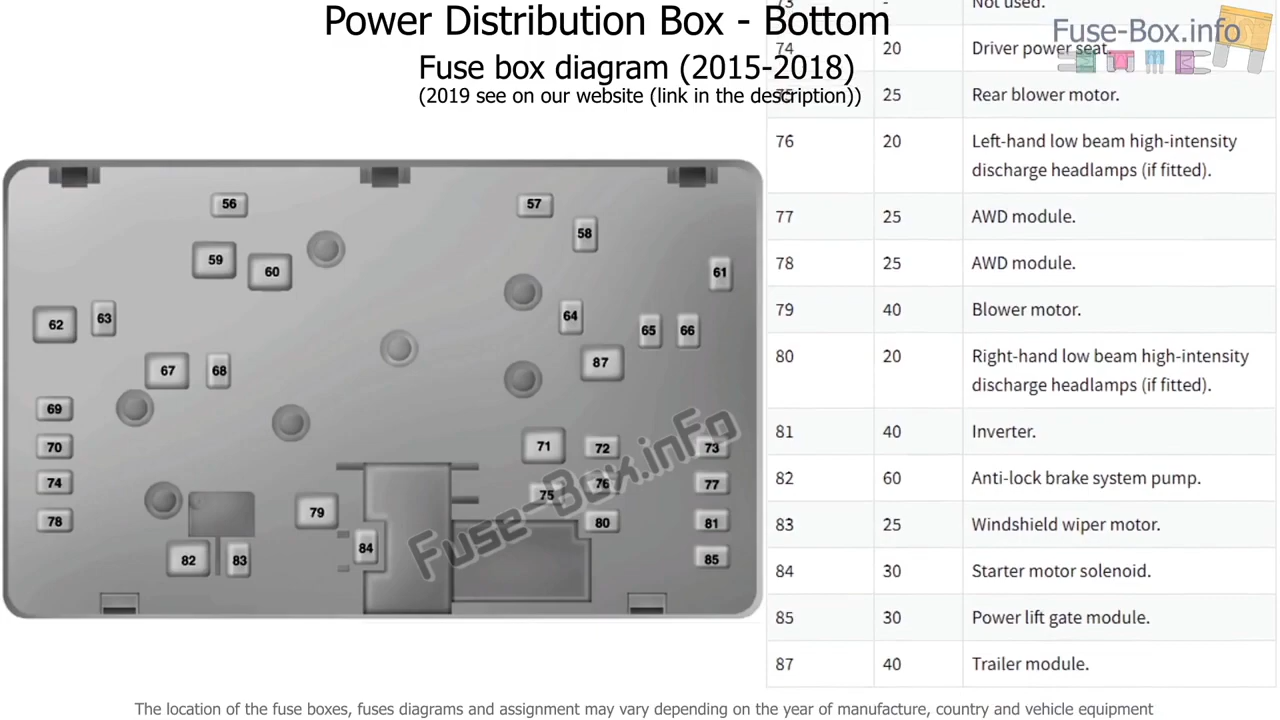 Power Distribution Box - Bottom
Fuse box diagram (2015-2018)
(2019 see on our website (link in the description))
Fuse-Box.info
73 - Not used.
74 20 Driver power seat.
75 25 Rear blower motor.
76 20 Left-hand low beam high-intensity
discharge headlamps (if fitted).
77 25 AWD module.
78 25 AWD module.
79 40 Blower motor.
80 20 Right-hand low beam high-intensity
discharge headlamps (if fitted).
81 40 Inverter.
82 60 Anti-lock brake system pump.
83 25 Windshield wiper motor.
84 30 Starter motor solenoid.
85 30 Power lift gate module.
87 40 Trailer module.
56 57
58
59 60 61
62 63 64 65 66
67 68 87
69
70 71 72 73
74 75 76 77
78 79 80 81
82 83 84 85
Fuse-Box.inFo
The location of the fuse boxes, fuses diagrams and assignment may vary depending on the year of manufacture, country and vehicle equipment